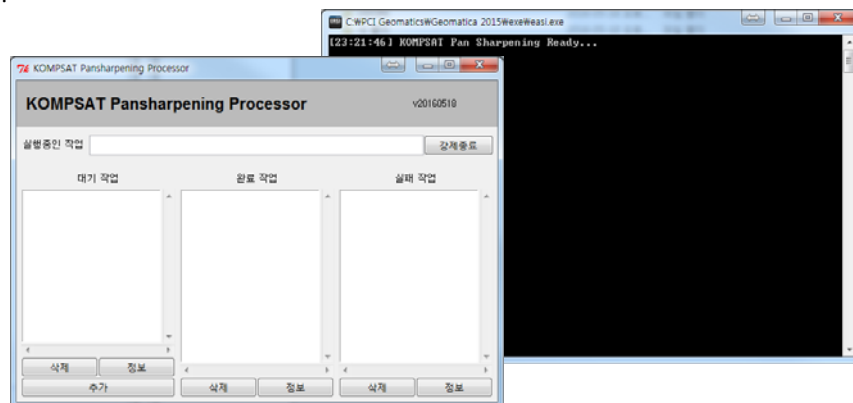 C:₩PCI Geomatics₩Geomatica 2015₩exe₩easi.exe
[23:21:46] KOMPSAT Pan Sharpening Ready...
KOMPSAT Pansharpening Processor
KOMPSAT Pansharpening Processor
v20160518
실행중인 작업
강제종료
대기 작업
완료 작업
실패 작업
삭제
정보
추가
삭제
정보
삭제
정보